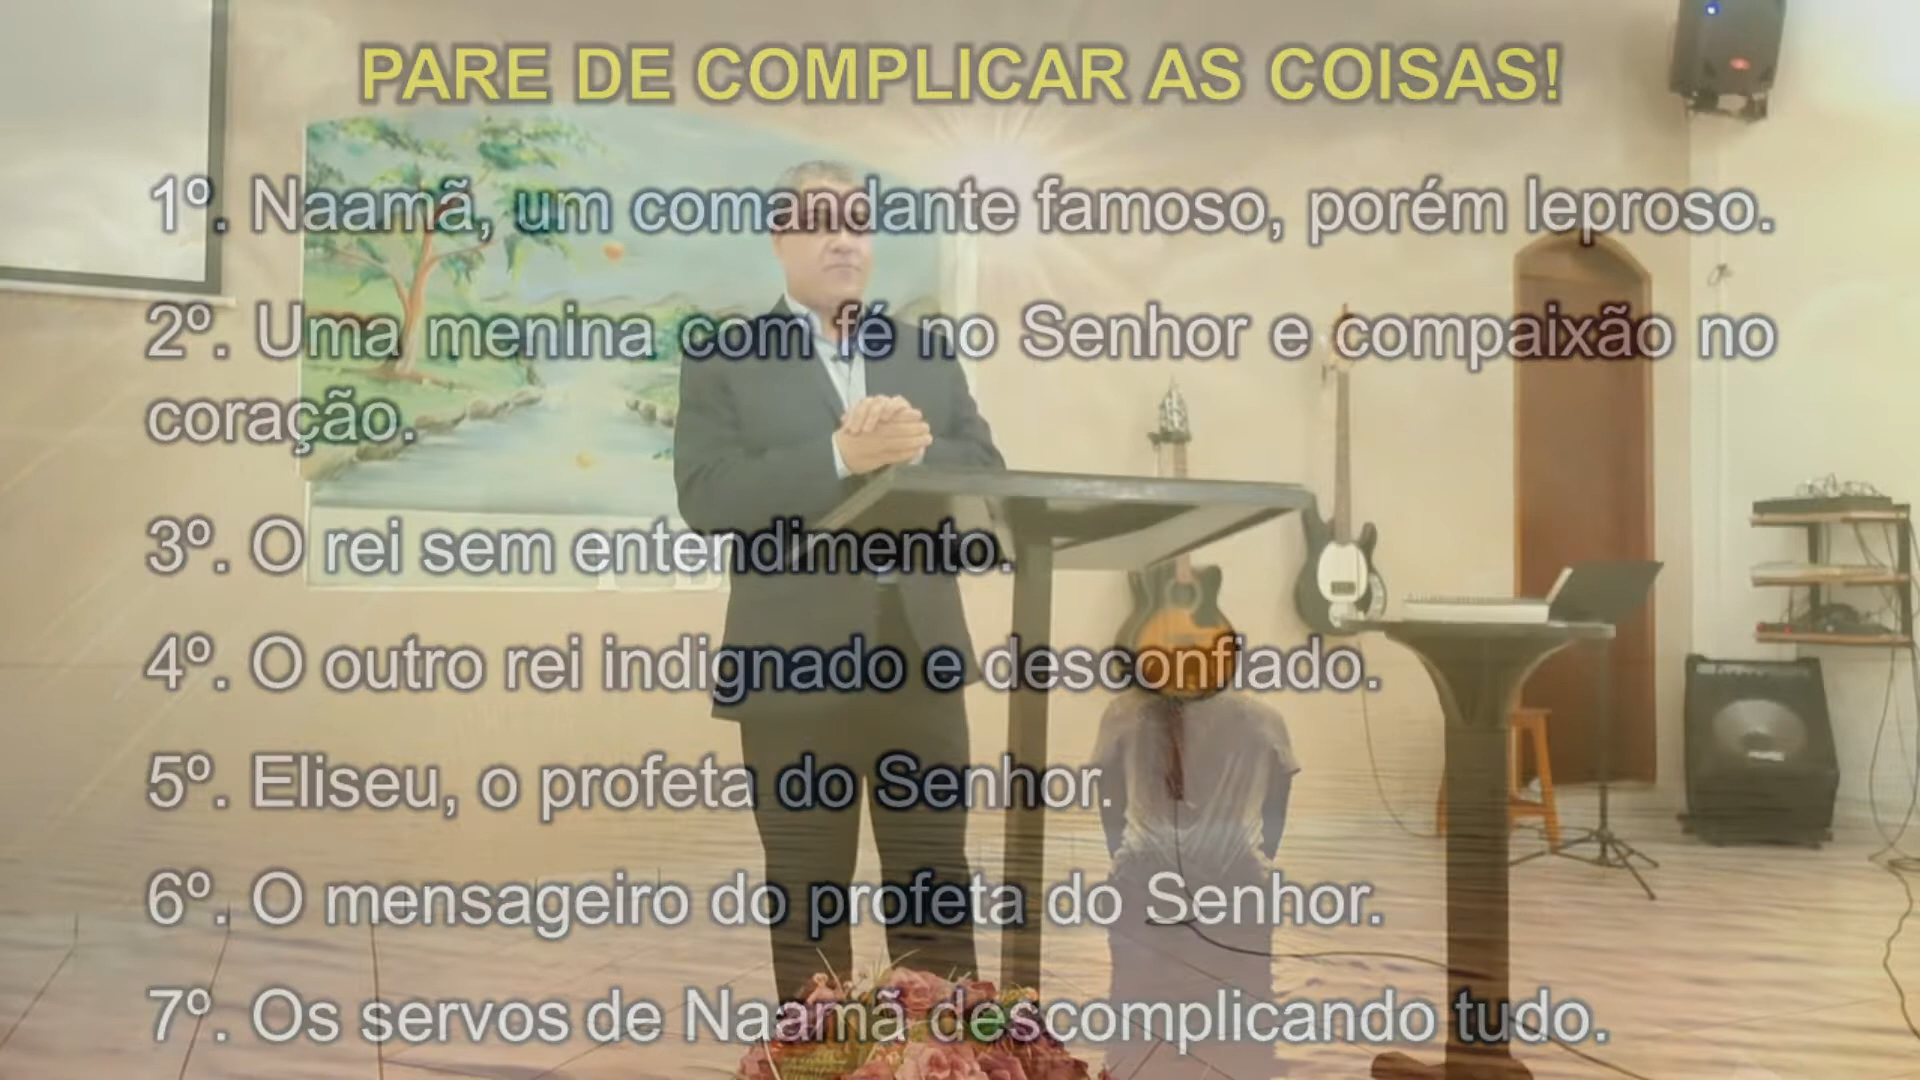 PARE DE COMPLICAR AS COISAS!
1º. Naamã, um comandante famoso, porém leproso.
2º. Uma menina com fé no Senhor e compaixão no
coração.
3º. O rei sem entendimento.
4º. O outro rei indignado e desconfiado.
5º. Eliseu, o profeta do Senhor.
6º. O mensageiro do profeta do Senhor.
7º. Os servos de Naamã descomplicando tudo.